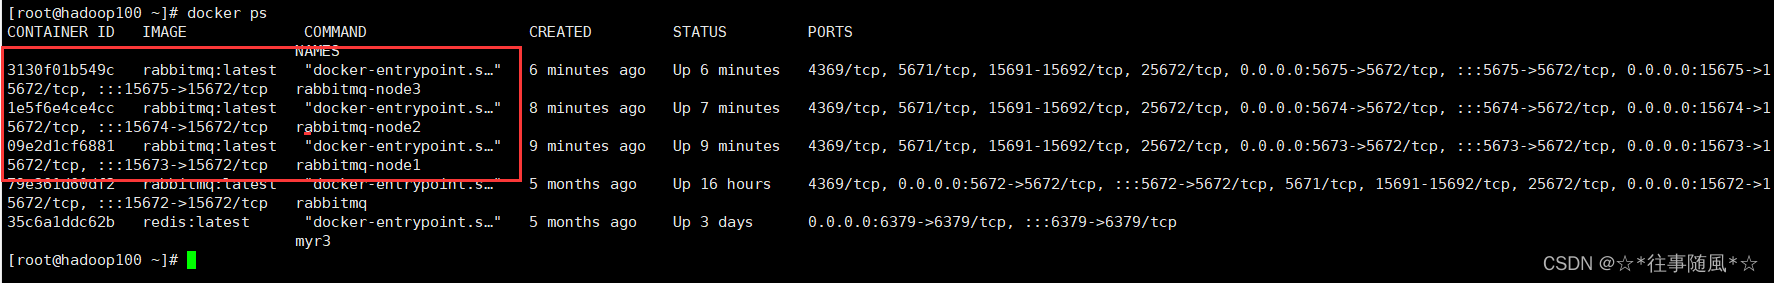 [root@hadoop100 ~]# docker ps
CONTAINER ID   IMAGE             COMMAND                  CREATED         STATUS          PORTS
NAMES
3130f01b549c   rabbitmq:latest   "docker-entrypoint.s…"   6 minutes ago   Up 6 minutes    4369/tcp, 5671/tcp, 15691-15692/tcp, 25672/tcp, 0.0.0.0:5675->5672/tcp, :::5675->5672/tcp, 0.0.0.0:15675->1
5672/tcp, :::15675->15672/tcp   rabbitmq-node3
1e5f6e4ce4cc   rabbitmq:latest   "docker-entrypoint.s…"   8 minutes ago   Up 7 minutes    4369/tcp, 5671/tcp, 15691-15692/tcp, 25672/tcp, 0.0.0.0:5674->5672/tcp, :::5674->5672/tcp, 0.0.0.0:15674->1
5672/tcp, :::15674->15672/tcp   rabbitmq-node2
09e2d1cf6881   rabbitmq:latest   "docker-entrypoint.s…"   9 minutes ago   Up 9 minutes    4369/tcp, 5671/tcp, 15691-15692/tcp, 25672/tcp, 0.0.0.0:5673->5672/tcp, :::5673->5672/tcp, 0.0.0.0:15673->1
5672/tcp, :::15673->15672/tcp   rabbitmq-node1
79e361d60df2   rabbitmq:latest   "docker-entrypoint.s…"   5 months ago    Up 16 hours     4369/tcp, 0.0.0.0:5672->5672/tcp, :::5672->5672/tcp, 5671/tcp, 15691-15692/tcp, 25672/tcp, 0.0.0.0:15672->1
5672/tcp, :::15672->15672/tcp   rabbitmq
35c6a1ddc62b   redis:latest      "docker-entrypoint.s…"   5 months ago    Up 3 days       0.0.0.0:6379->6379/tcp, :::6379->6379/tcp
myr3
[root@hadoop100 ~]#
CSDN @☆*往事随風*☆